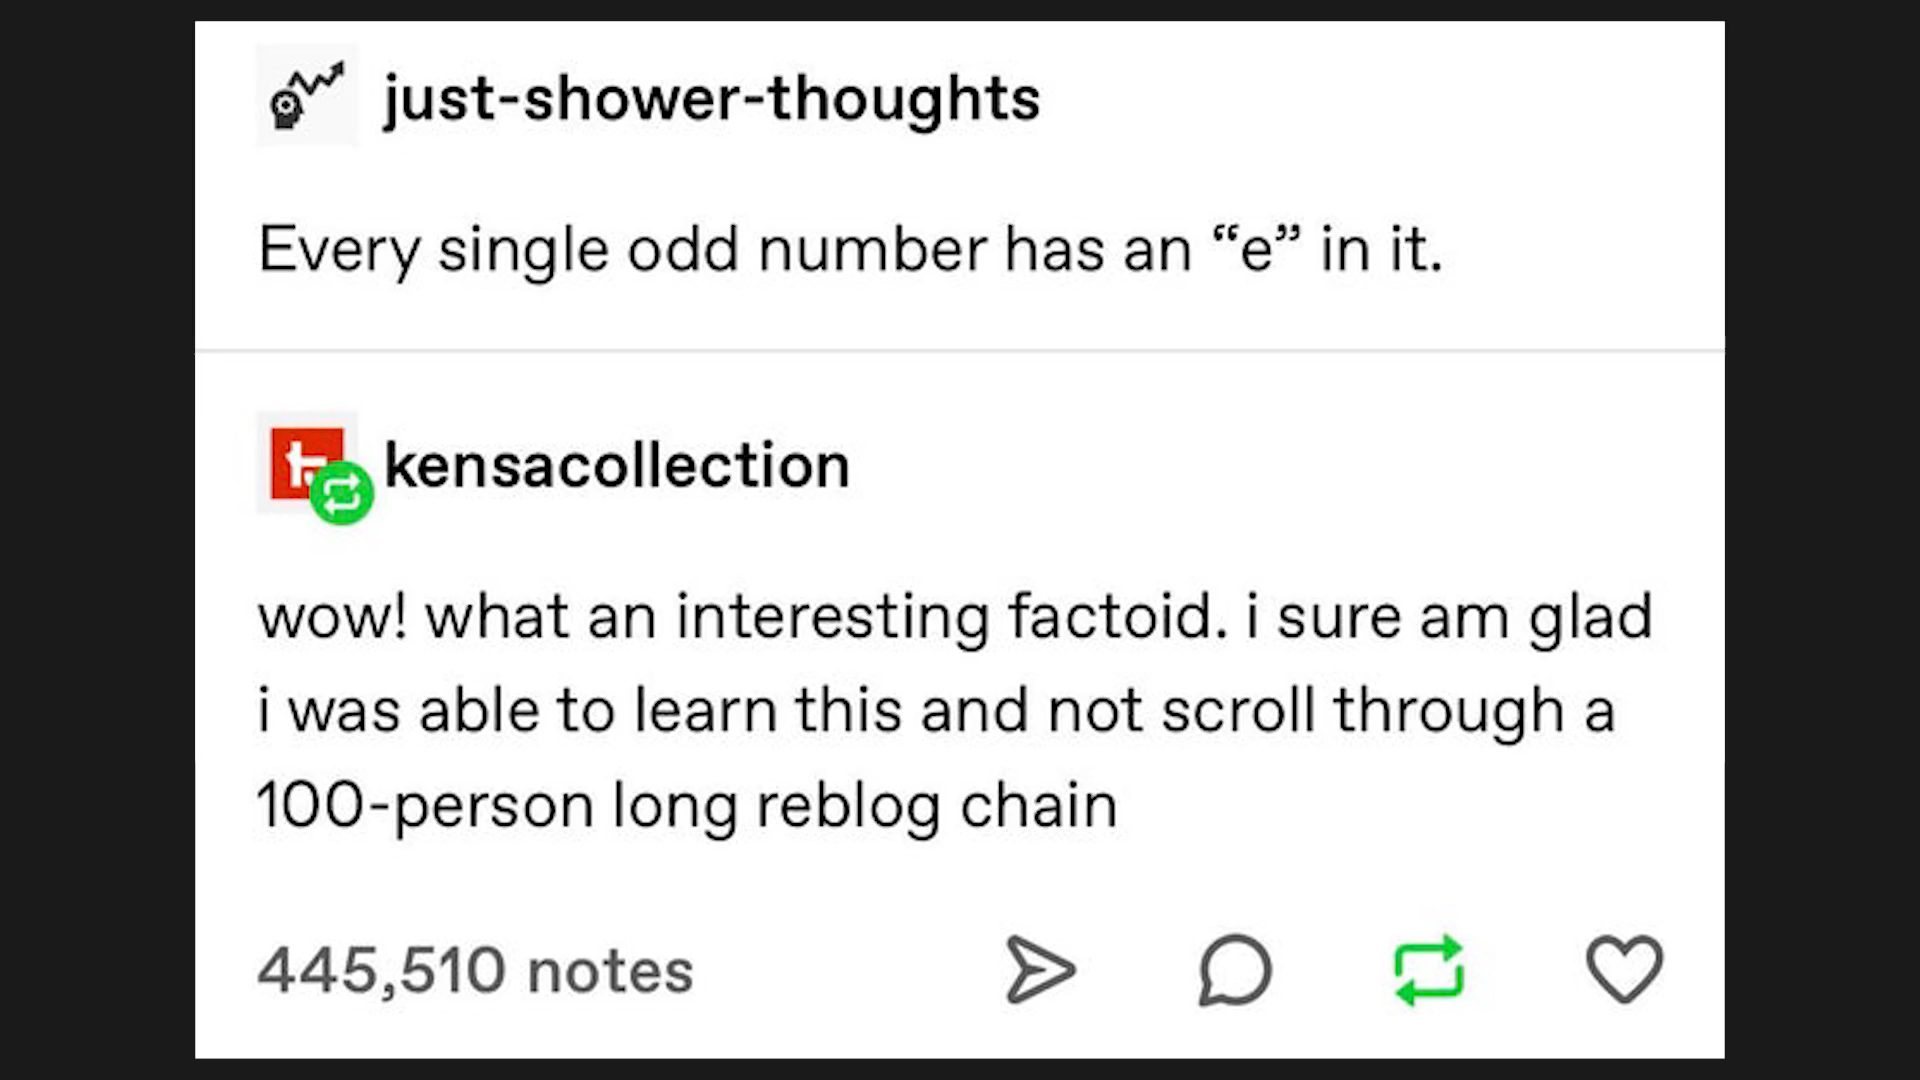 just-shower-thoughts
Every single odd number has an “e” in it.
kensacollection
wow! what an interesting factoid. i sure am glad
i was able to learn this and not scroll through a
100-person long reblog chain
445,510 notes